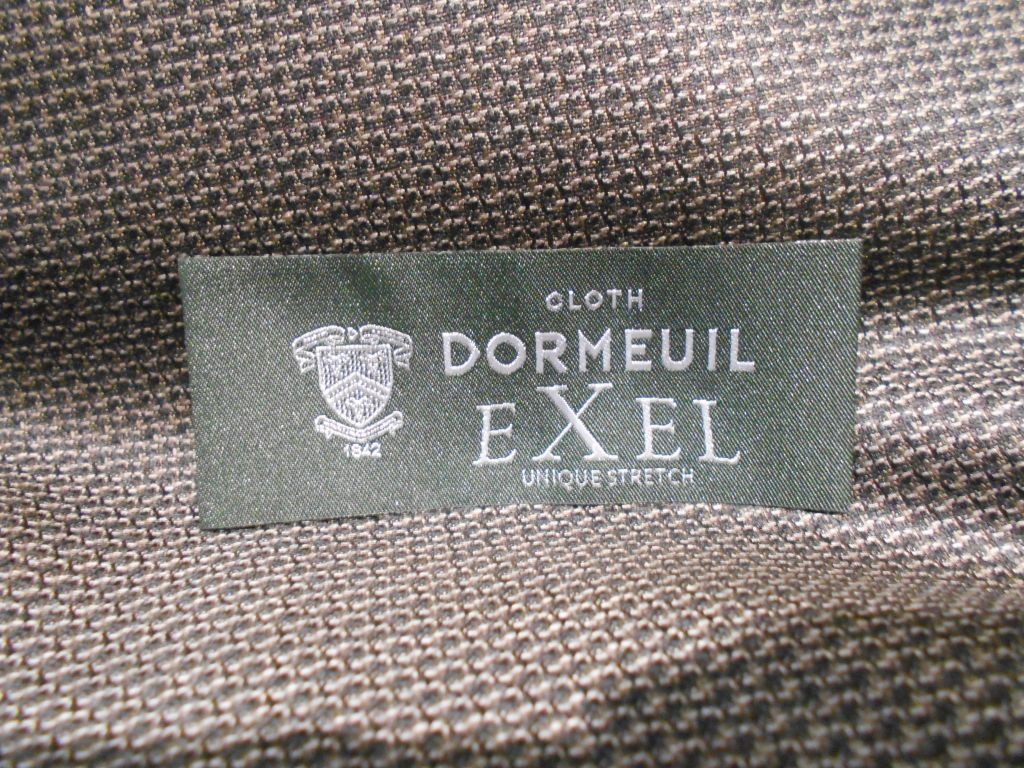 CLOTH
DORMEUIL
EXEL
UNIQUE STRETCH
1842